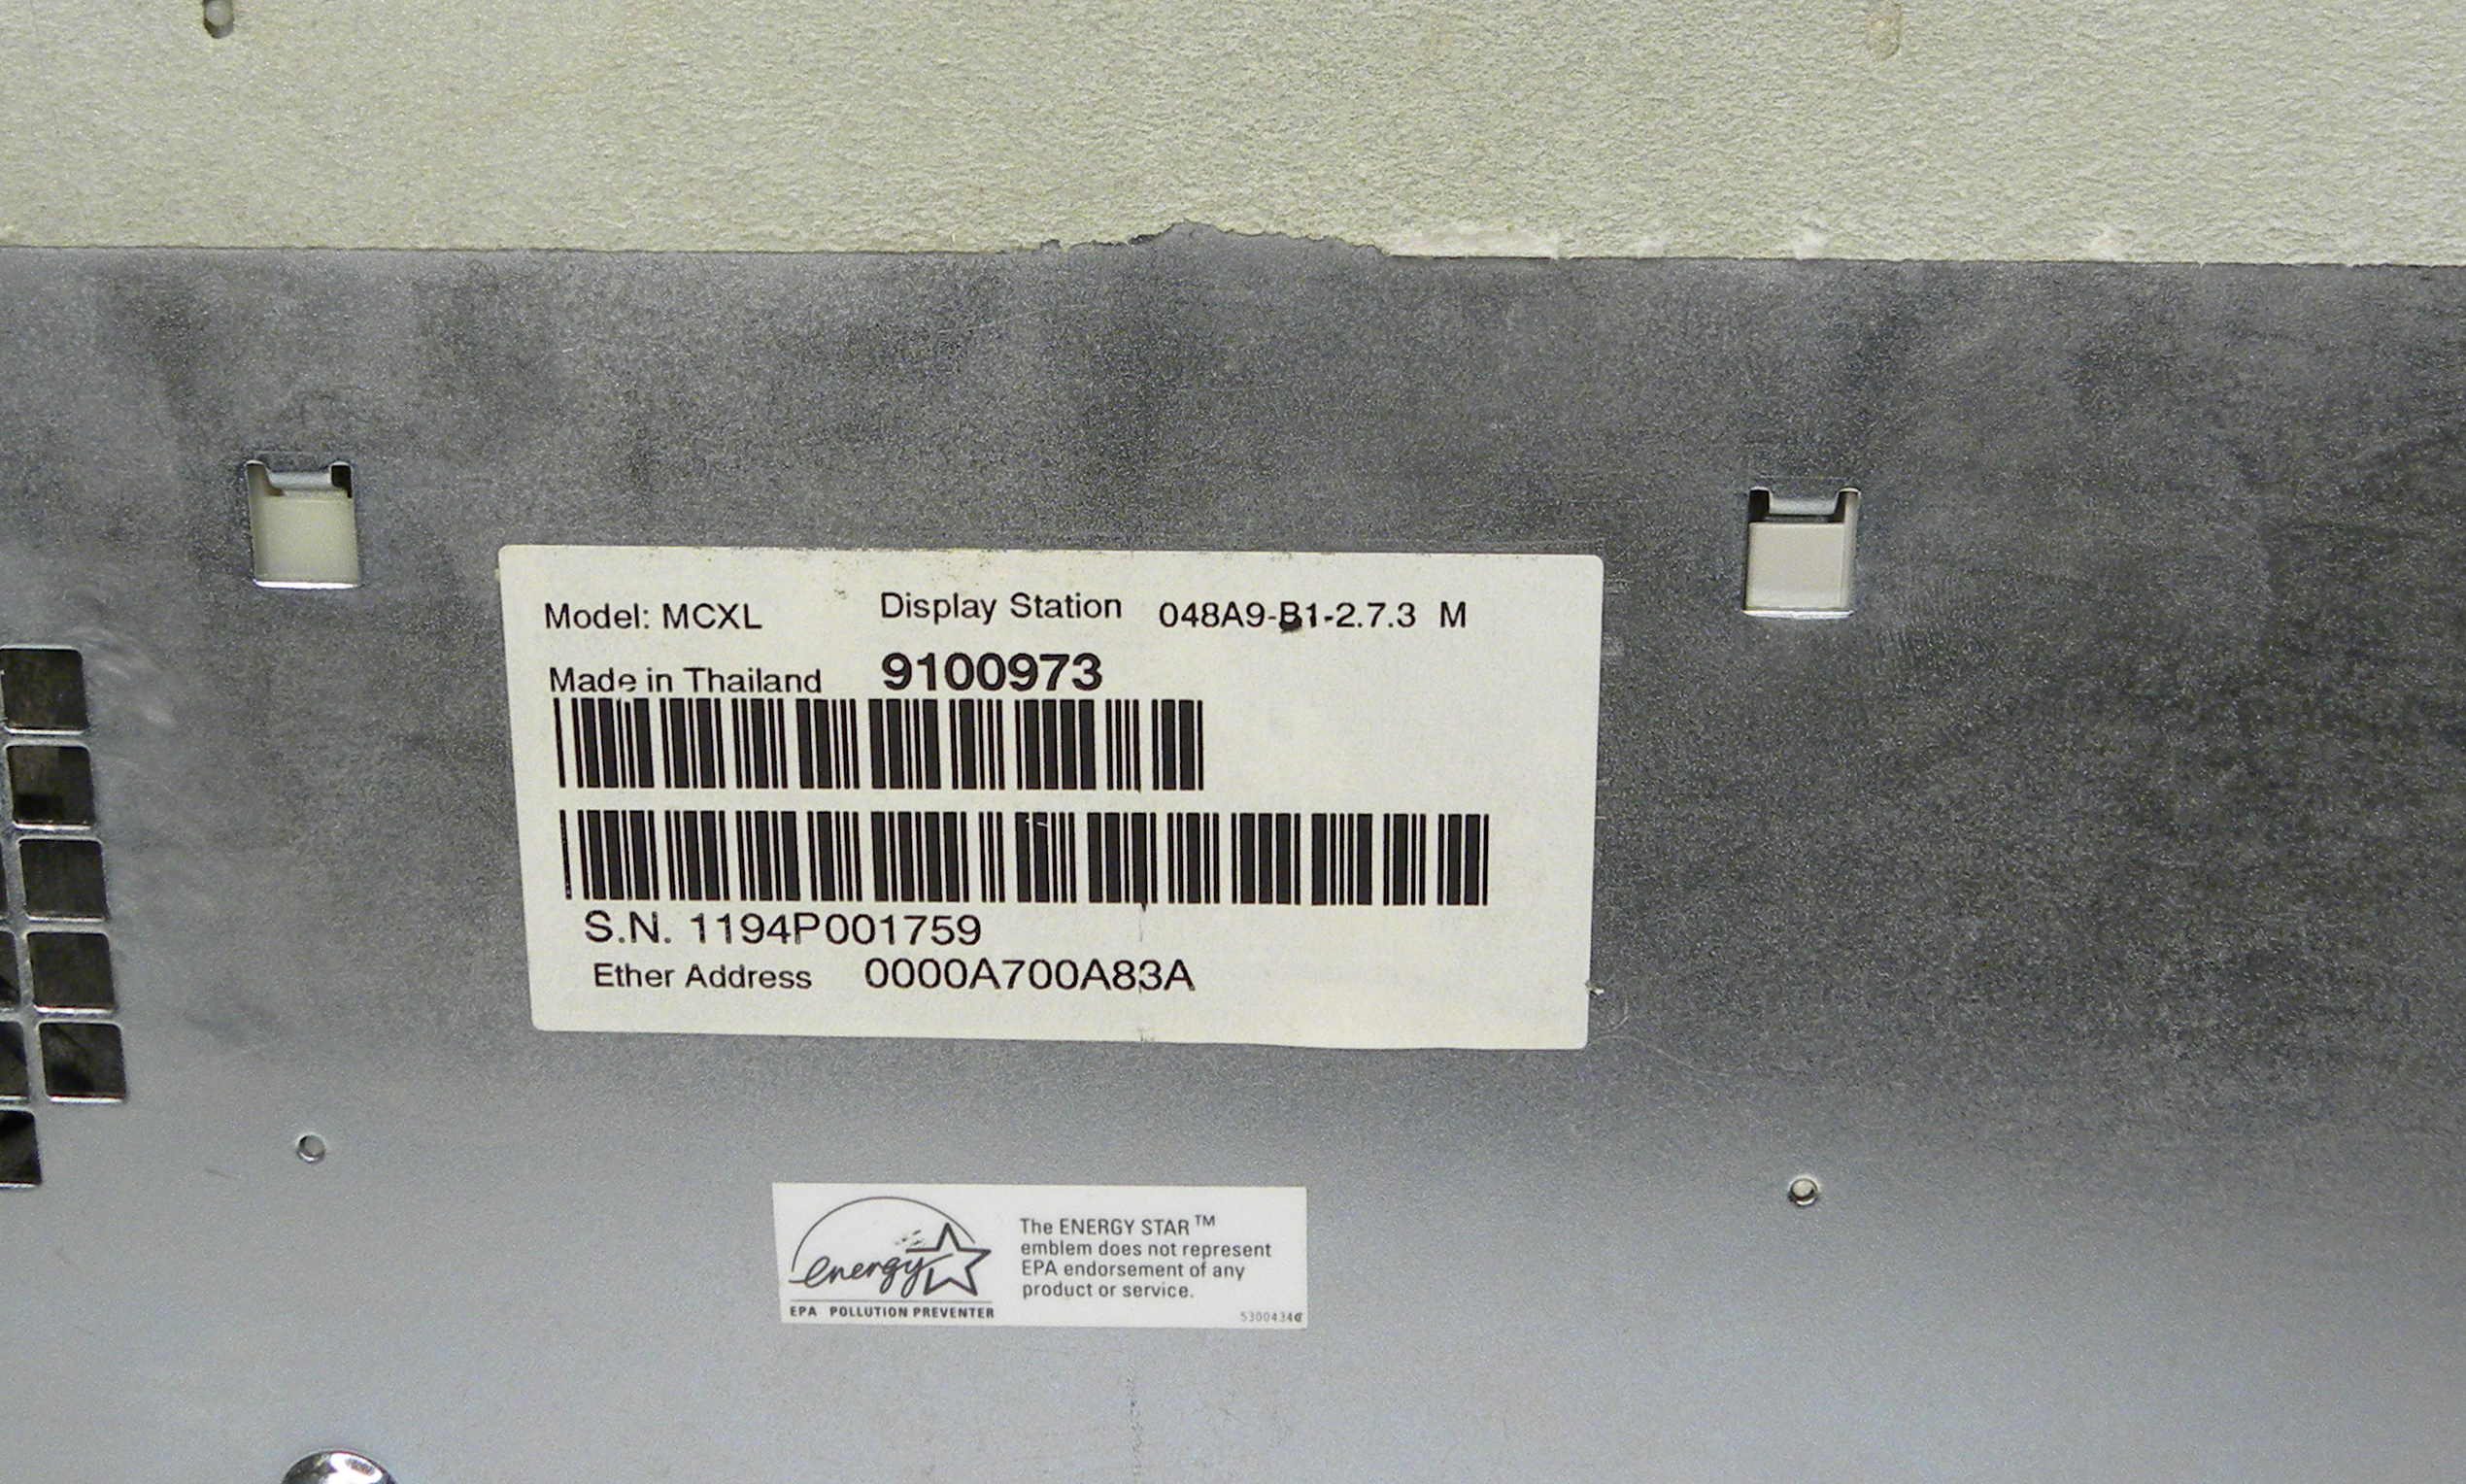 Model: MCXL Display Station 048A9-B1-2.7.3 M
Made in Thailand 9100973
S.N. 1194P001759
Ether Address 0000A700A83A
energy
EPA POLLUTION PREVENTER
The ENERGY STAR™
emblem does not represent
EPA endorsement of any
product or service.